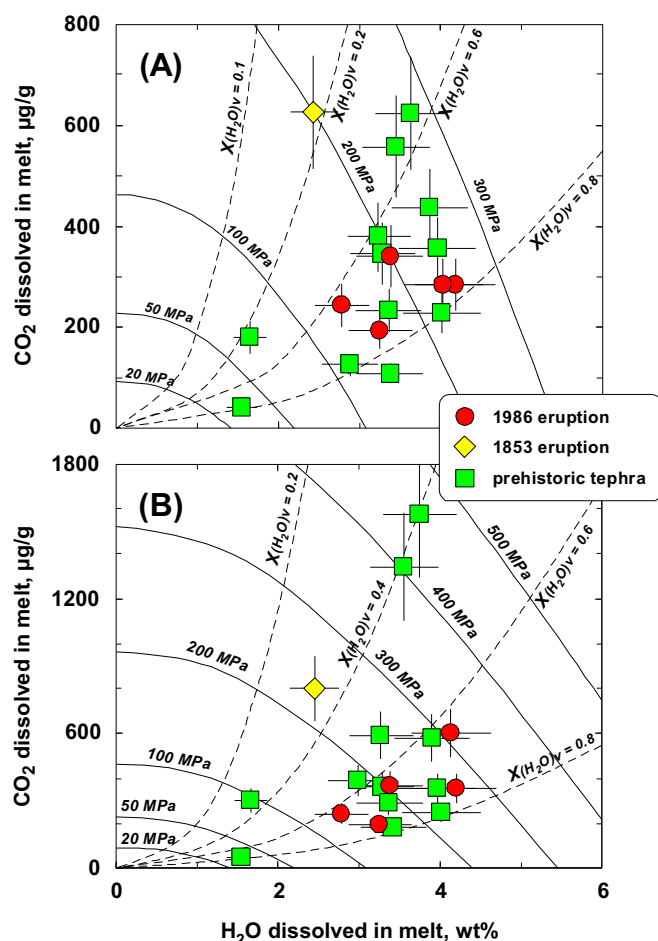 800
(A)
X(H2O)v = 0.1
X(H2O)v = 0.2
X(H2O)v = 0.6
600
200 MPa
300 MPa
X(H2O)v = 0.8
CO2 dissolved in melt, µg/g
400
100 MPa
50 MPa
200
20 MPa
0
1986 eruption
1853 eruption
prehistoric tephra
1800
(B)
X(H2O)v = 0.2
500 MPa
X(H2O)v = 0.6
1200
X(H2O)v = 0.4
400 MPa
CO2 dissolved in melt, µg/g
200 MPa
300 MPa
600
X(H2O)v = 0.8
100 MPa
50 MPa
20 MPa
0
0 2 4 6
H2O dissolved in melt, wt%